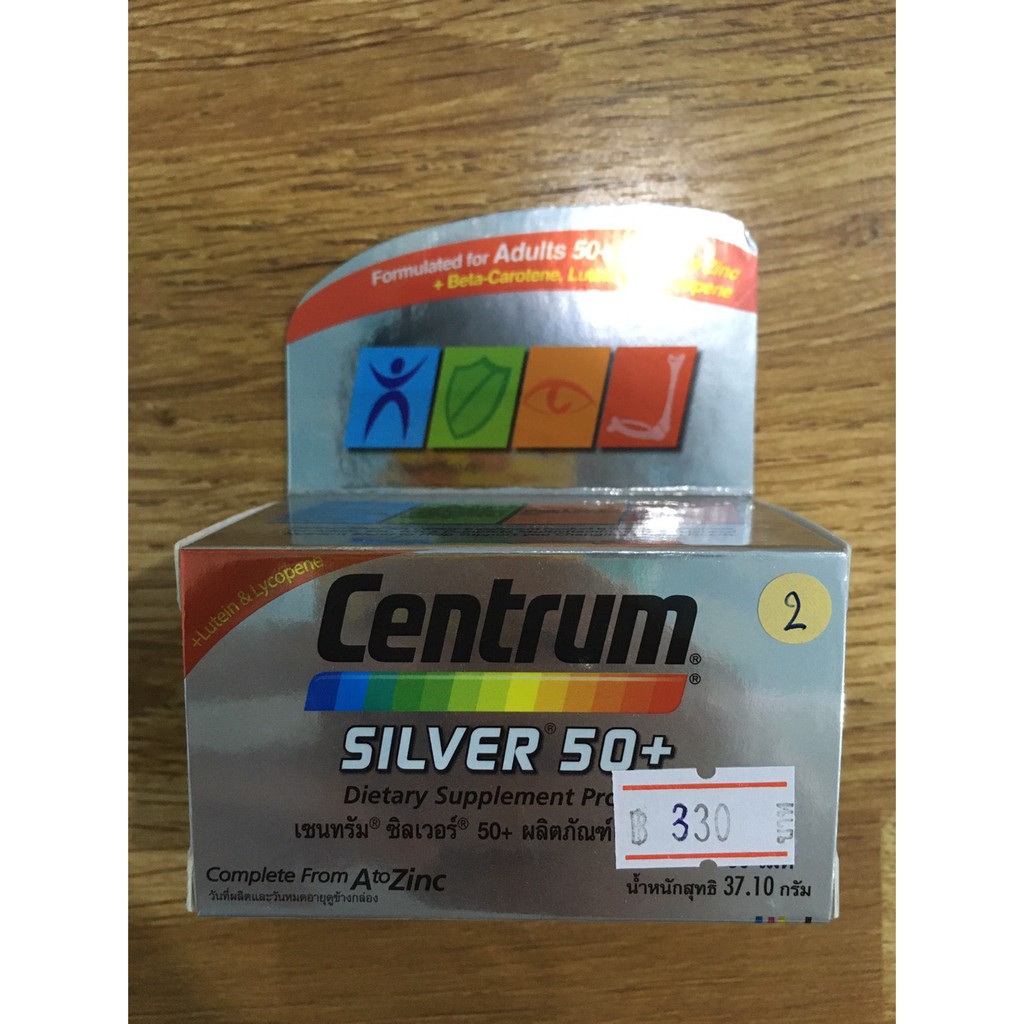 Formulated for Adults 50+
+ Beta-Carotene,
+Lutein & Lycopene
Centrum®
®
2
SILVER® 50+
Dietary Supplement
฿ 330
เซนทรัม® ซิลเวอร์® 50+ ผลิตภัณฑ์
Complete From A to Zinc
น้ำหนักสุทธิ 37.10 กรัม
วันที่ผลิตและวันหมดอายุดูข้างกล่อง